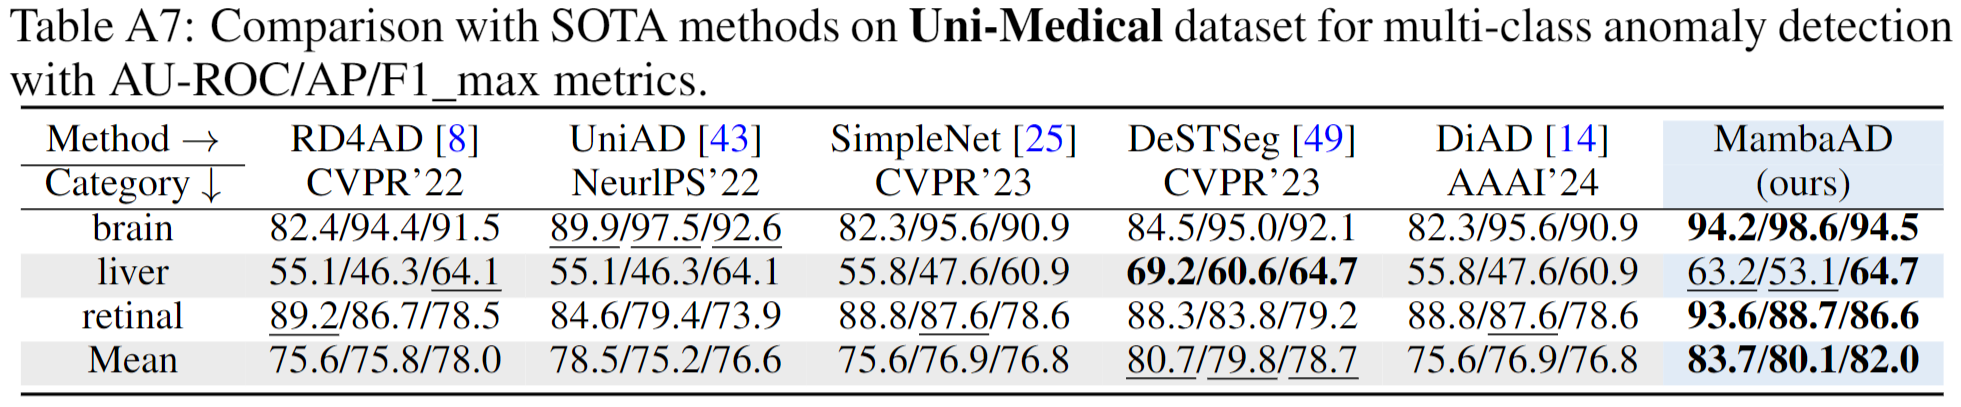 Table A7: Comparison with SOTA methods on Uni-Medical dataset for multi-class anomaly detection
with AU-ROC/AP/F1_max metrics.
Method → RD4AD [8] UniAD [43] SimpleNet [25] DeSTSeg [49] DiAD [14] MambaAD
Category ↓ CVPR'22 NeurlPS'22 CVPR'23 CVPR'23 AAAI'24 (ours)
brain 82.4/94.4/91.5 89.9/97.5/92.6 82.3/95.6/90.9 84.5/95.0/92.1 82.3/95.6/90.9 94.2/98.6/94.5
liver 55.1/46.3/64.1 55.1/46.3/64.1 55.8/47.6/60.9 69.2/60.6/64.7 55.8/47.6/60.9 63.2/53.1/64.7
retinal 89.2/86.7/78.5 84.6/79.4/73.9 88.8/87.6/78.6 88.3/83.8/79.2 88.8/87.6/78.6 93.6/88.7/86.6
Mean 75.6/75.8/78.0 78.5/75.2/76.6 75.6/76.9/76.8 80.7/79.8/78.7 75.6/76.9/76.8 83.7/80.1/82.0